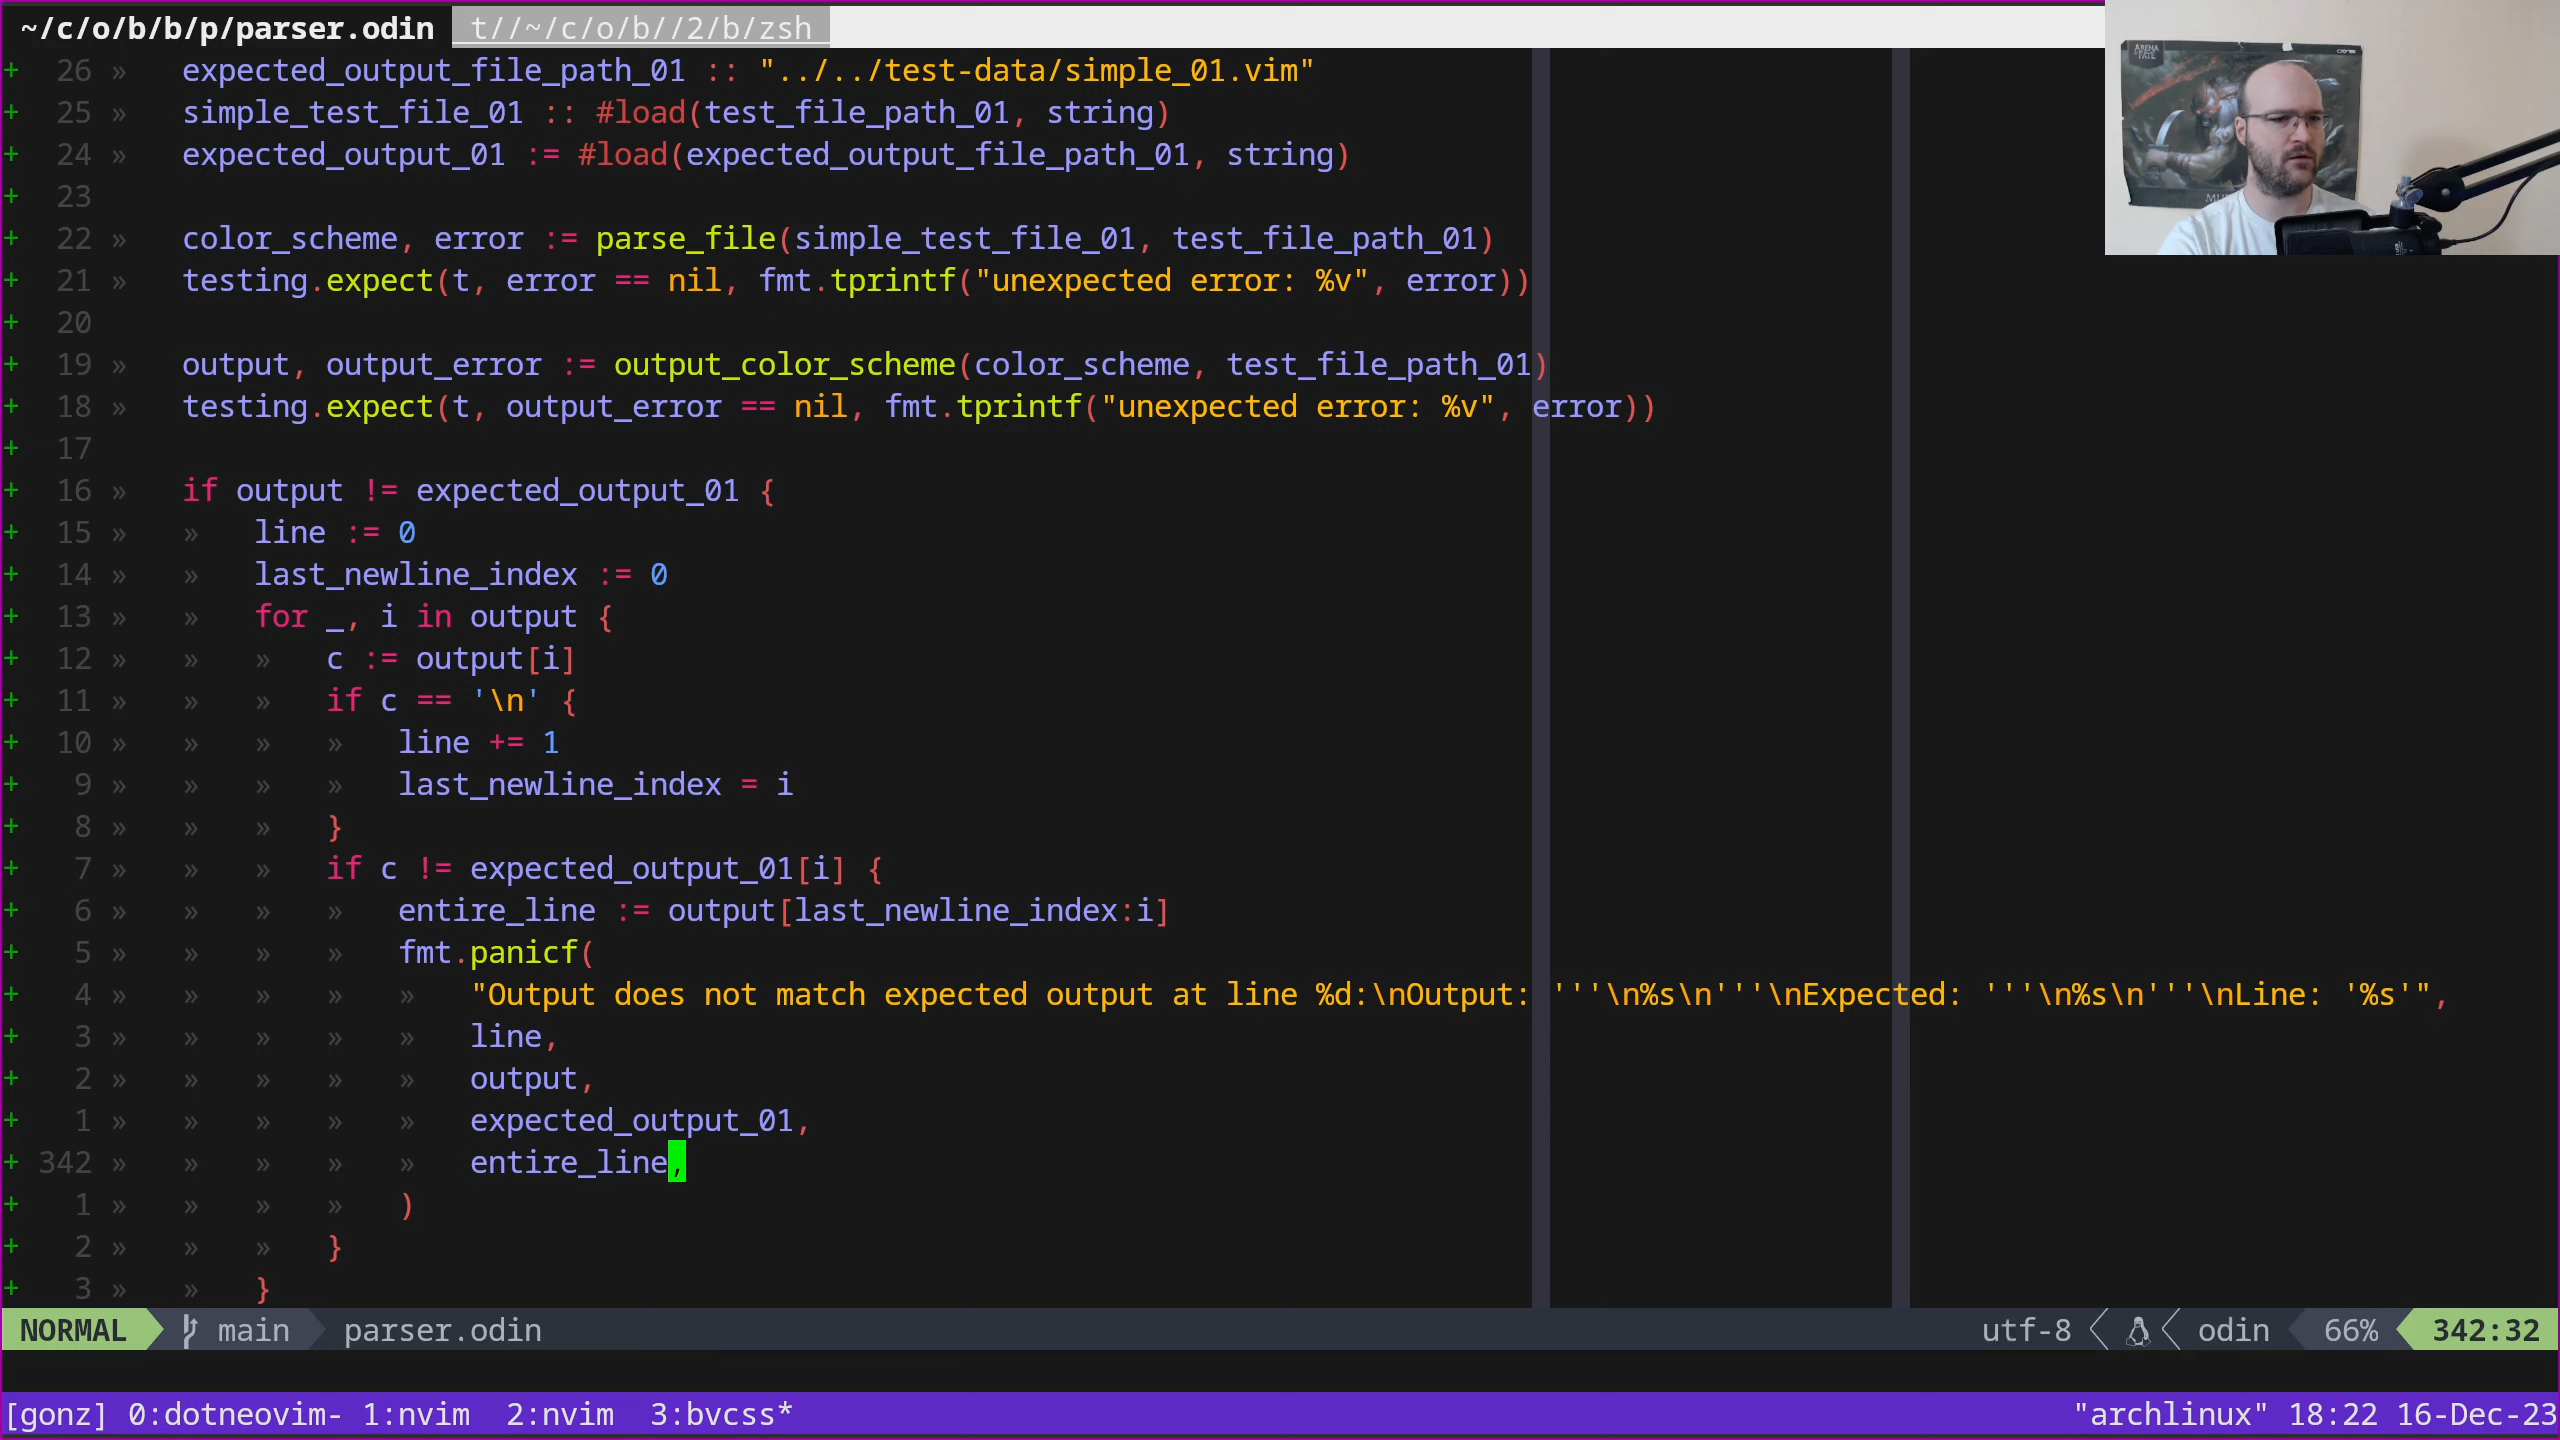 ~/c/o/b/b/p/parser.odin t//~/c/o/b//2/b/zsh
ARENA of FATE
+ 26 » expected_output_file_path_01 :: "../../test-data/simple_01.vim"
+ 25 » simple_test_file_01 :: #load(test_file_path_01, string)
+ 24 » expected_output_01 := #load(expected_output_file_path_01, string)
+ 23
+ 22 » color_scheme, error := parse_file(simple_test_file_01, test_file_path_01)
+ 21 » testing.expect(t, error == nil, fmt.tprintf("unexpected error: %v", error))
+ 20
+ 19 » output, output_error := output_color_scheme(color_scheme, test_file_path_01)
+ 18 » testing.expect(t, output_error == nil, fmt.tprintf("unexpected error: %v", error))
+ 17
+ 16 » if output != expected_output_01 {
+ 15 » » line := 0
+ 14 » » last_newline_index := 0
+ 13 » » for _, i in output {
+ 12 » » » c := output[i]
+ 11 » » » if c == '\n' {
+ 10 » » » » line += 1
+ 9 » » » » last_newline_index = i
+ 8 » » » }
+ 7 » » » if c != expected_output_01[i] {
+ 6 » » » » entire_line := output[last_newline_index:i]
+ 5 » » » » fmt.panicf(
+ 4 » » » » » "Output does not match expected output at line %d:\nOutput: '''\n%s\n'''\nExpected: '''\n%s\n'''\nLine: '%s'",
+ 3 » » » » » line,
+ 2 » » » » » output,
+ 1 » » » » » expected_output_01,
+ 342 » » » » » entire_line,
+ 1 » » » » )
+ 2 » » » }
+ 3 » » }
NORMAL main parser.odin utf-8 odin 66% 342:32
[gonz] 0:dotneovim- 1:nvim 2:nvim 3:bvcss* "archlinux" 18:22 16-Dec-23